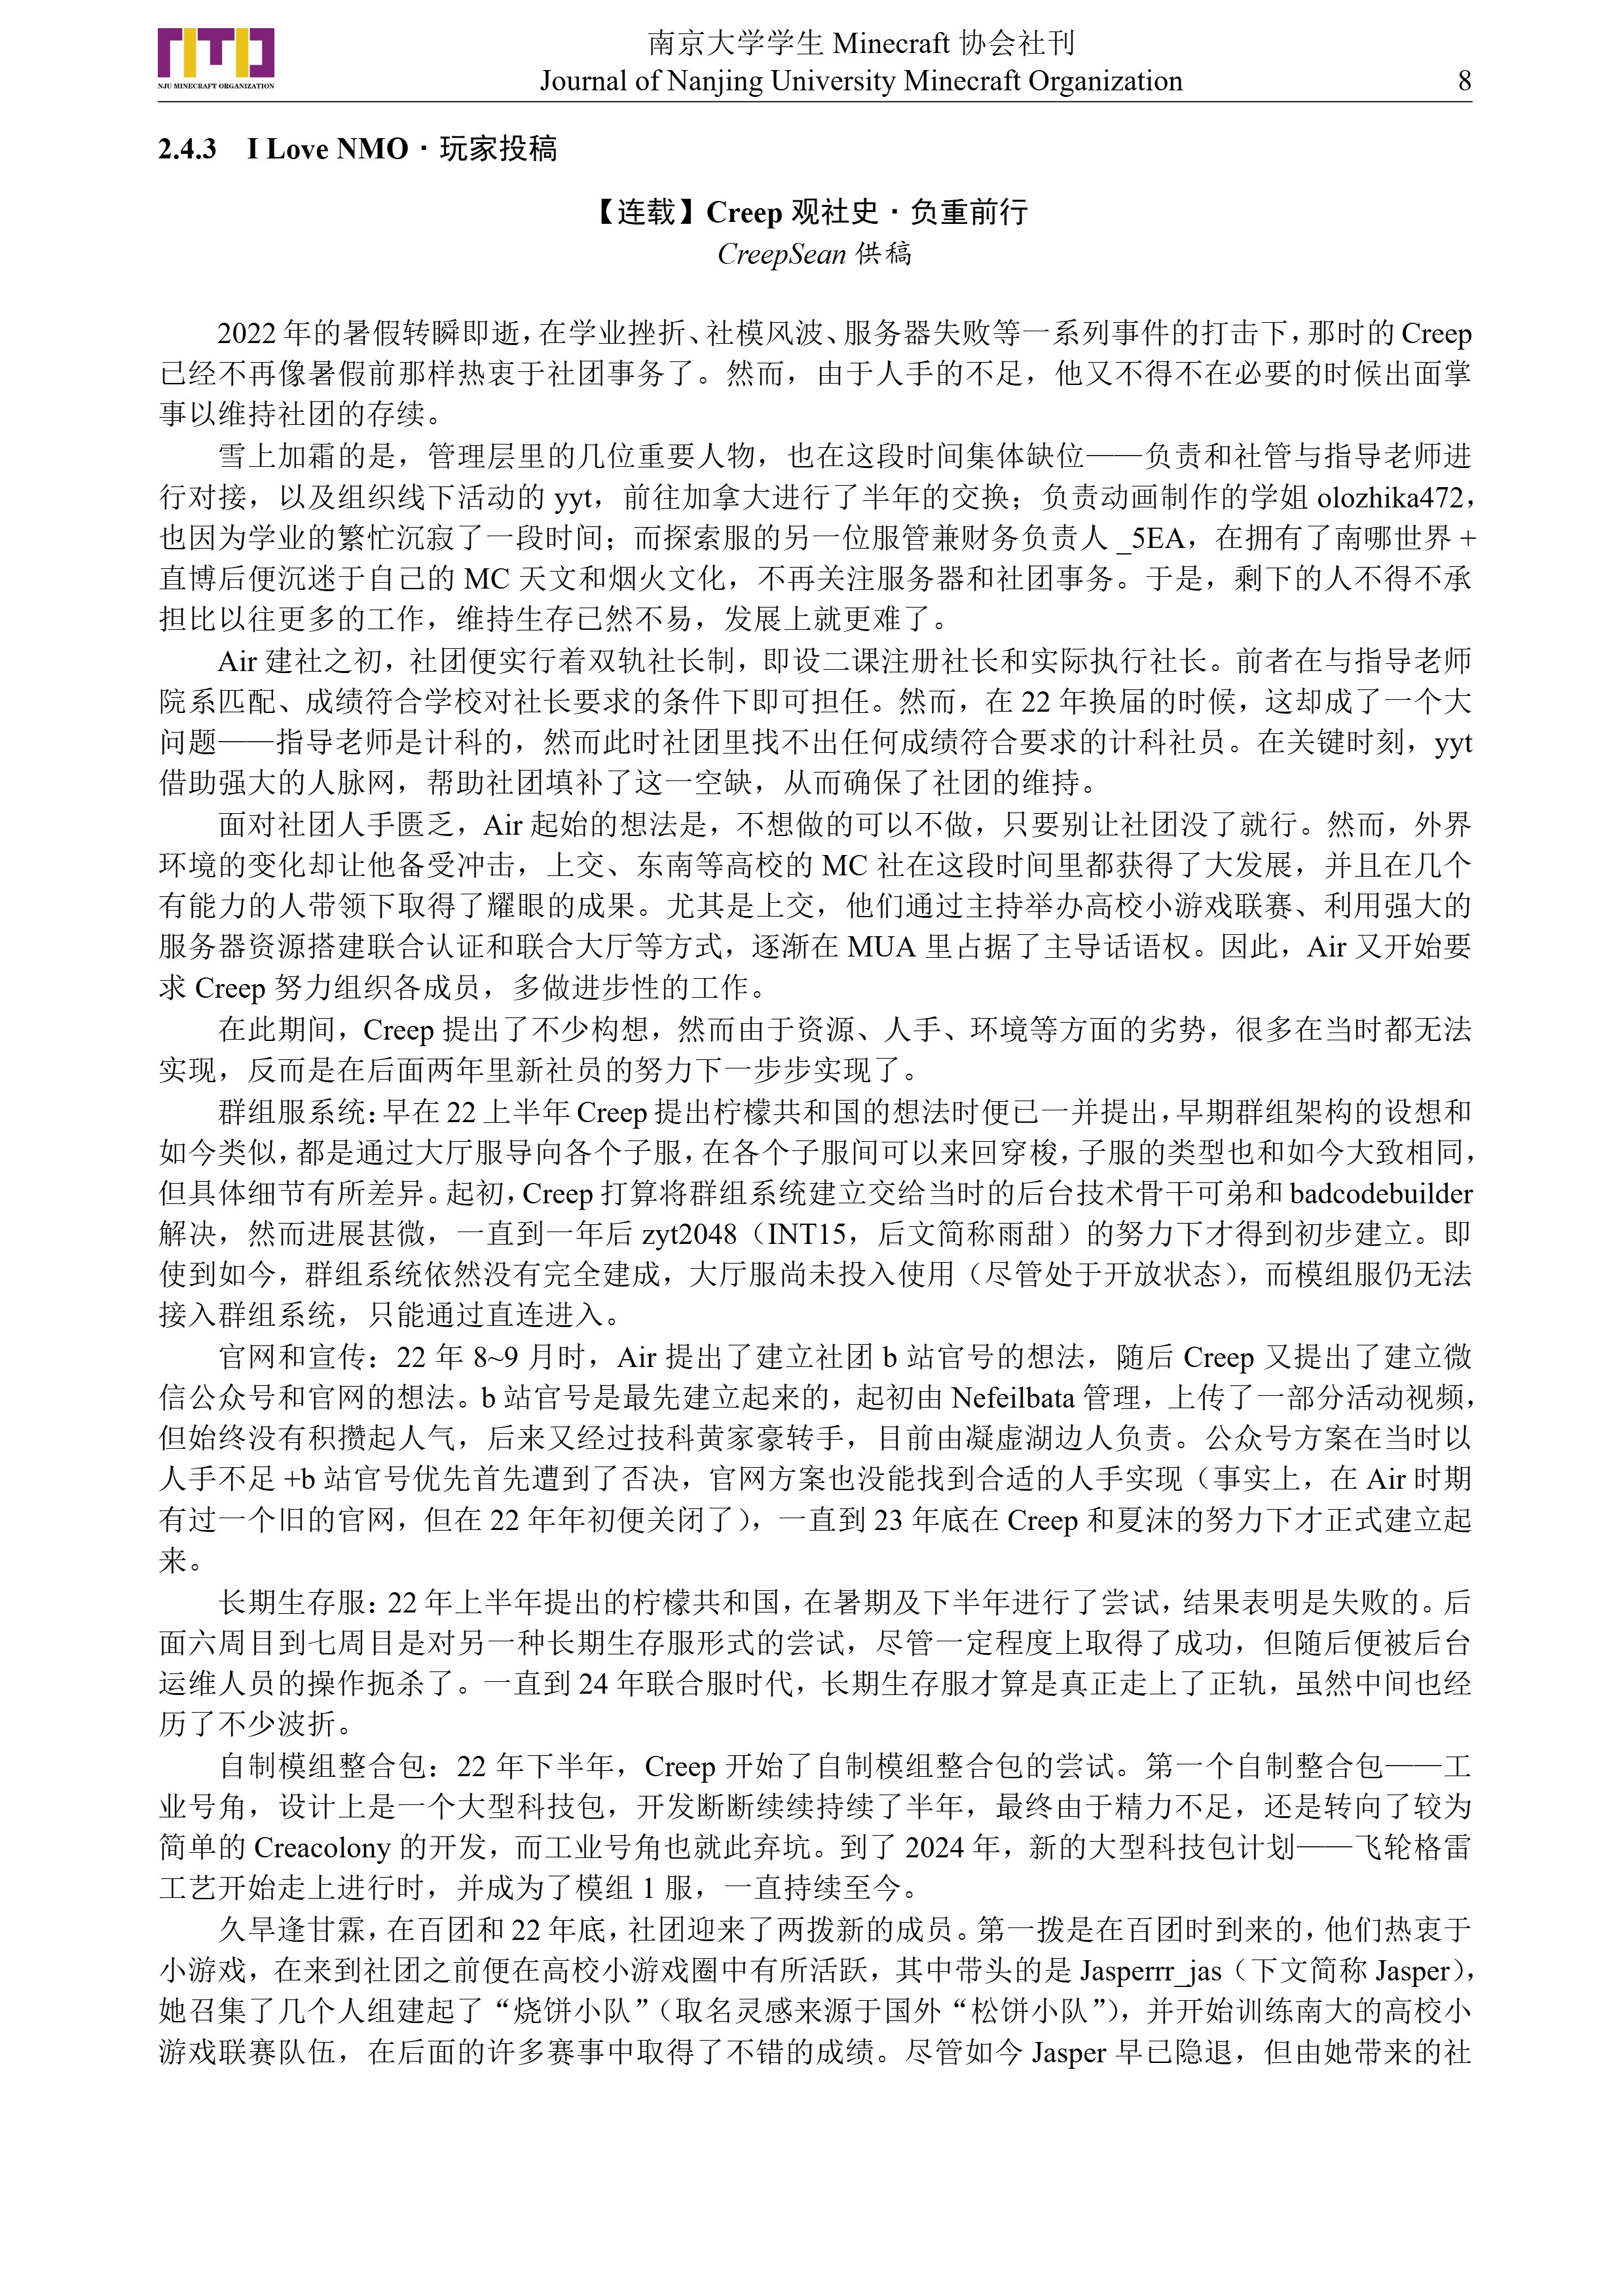 NJU MINECRAFT ORGANIZATION
南京大学学生 Minecraft 协会社刊
Journal of Nanjing University Minecraft Organization
8
2.4.3 I Love NMO · 玩家投稿
【连载】Creep 观社史 · 负重前行
CreepSean 供稿
2022 年的暑假转瞬即逝，在学业挫折、社模风波、服务器失败等一系列事件的打击下，那时的 Creep
已经不再像暑假前那样热衷于社团事务了。然而，由于人手的不足，他又不得不在必要的时候出面掌
事以维持社团的存续。
雪上加霜的是，管理层里的几位重要人物，也在这段时间集体缺位——负责和社管与指导老师进
行对接，以及组织线下活动的 yyt，前往加拿大进行了半年的交换；负责动画制作的学姐 olozhika472，
也因为学业的繁忙沉寂了一段时间；而探索服的另一位服管兼财务负责人 _5EA，在拥有了南哪世界 +
直博后便沉迷于自己的 MC 天文和烟火文化，不再关注服务器和社团事务。于是，剩下的人不得不承
担比以往更多的工作，维持生存已然不易，发展上就更难了。
Air 建社之初，社团便实行着双轨社长制，即设二课注册社长和实际执行社长。前者在与指导老师
院系匹配、成绩符合学校对社长要求的条件下即可担任。然而，在 22 年换届的时候，这却成了一个大
问题——指导老师是计科的，然而此时社团里找不出任何成绩符合要求的计科社员。在关键时刻，yyt
借助强大的人脉网，帮助社团填补了这一空缺，从而确保了社团的维持。
面对社团人手匮乏，Air 起始的想法是，不想做的可以不做，只要别让社团没了就行。然而，外界
环境的变化却让他备受冲击，上交、东南等高校的 MC 社在这段时间里都获得了大发展，并且在几个
有能力的人带领下取得了耀眼的成果。尤其是上交，他们通过主持举办高校小游戏联赛、利用强大的
服务器资源搭建联合认证和联合大厅等方式，逐渐在 MUA 里占据了主导话语权。因此，Air 又开始要
求 Creep 努力组织各成员，多做进步性的工作。
在此期间，Creep 提出了不少构想，然而由于资源、人手、环境等方面的劣势，很多在当时都无法
实现，反而是在后面两年里新社员的努力下一步步实现了。
群组服系统：早在 22 上半年 Creep 提出柠檬共和国的想法时便已一并提出，早期群组架构的设想和
如今类似，都是通过大厅服导向各个子服，在各个子服间可以来回穿梭，子服的类型也和如今大致相同，
但具体细节有所差异。起初，Creep 打算将群组系统建立交给当时的后台技术骨干可弟和 badcodebuilder
解决，然而进展甚微，一直到一年后 zyt2048（INT15，后文简称雨甜）的努力下才得到初步建立。即
使到如今，群组系统依然没有完全建成，大厅服尚未投入使用（尽管处于开放状态），而模组服仍无法
接入群组系统，只能通过直连进入。
官网和宣传：22 年 8~9 月时，Air 提出了建立社团 b 站官号的想法，随后 Creep 又提出了建立微
信公众号和官网的想法。b 站官号是最先建立起来的，起初由 Nefeilbata 管理，上传了一部分活动视频，
但始终没有积攒起人气，后来又经过技科黄家豪转手，目前由凝虚湖边人负责。公众号方案在当时以
人手不足 +b 站官号优先首先遭到了否决，官网方案也没能找到合适的人手实现（事实上，在 Air 时期
有过一个旧的官网，但在 22 年年初便关闭了），一直到 23 年底在 Creep 和夏沫的努力下才正式建立起
来。
长期生存服：22 年上半年提出的柠檬共和国，在暑期及下半年进行了尝试，结果表明是失败的。后
面六周目到七周目是对另一种长期生存服形式的尝试，尽管一定程度上取得了成功，但随后便被后台
运维人员的操作扼杀了。一直到 24 年联合服时代，长期生存服才算是真正走上了正轨，虽然中间也经
历了不少波折。
自制模组整合包：22 年下半年，Creep 开始了自制模组整合包的尝试。第一个自制整合包——工
业号角，设计上是一个大型科技包，开发断断续续持续了半年，最终由于精力不足，还是转向了较为
简单的 Creacolony 的开发，而工业号角也就此弃坑。到了 2024 年，新的大型科技包计划——飞轮格雷
工艺开始走上进行时，并成为了模组 1 服，一直持续至今。
久旱逢甘霖，在百团和 22 年底，社团迎来了两拨新的成员。第一拨是在百团时到来的，他们热衷于
小游戏，在来到社团之前便在高校小游戏圈中有所活跃，其中带头的是 Jasperrr_jas（下文简称 Jasper），
她召集了几个人组建起了“烧饼小队”（取名灵感来源于国外“松饼小队”），并开始训练南大的高校小
游戏联赛队伍，在后面的许多赛事中取得了不错的成绩。尽管如今 Jasper 早已隐退，但由她带来的社